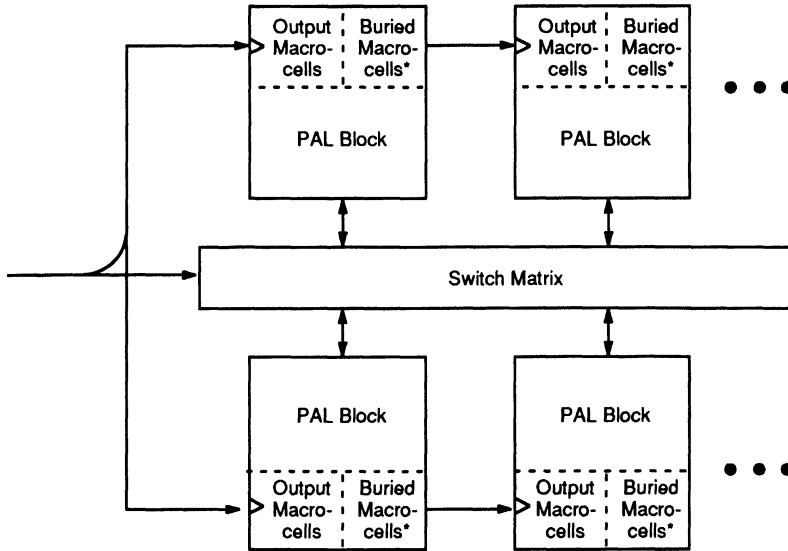 Output
Macro-
cells
Buried
Macro-
cells*
Output
Macro-
cells
Buried
Macro-
cells*
PAL Block
PAL Block
Switch Matrix
PAL Block
PAL Block
Output
Macro-
cells
Buried
Macro-
cells*
Output
Macro-
cells
Buried
Macro-
cells*